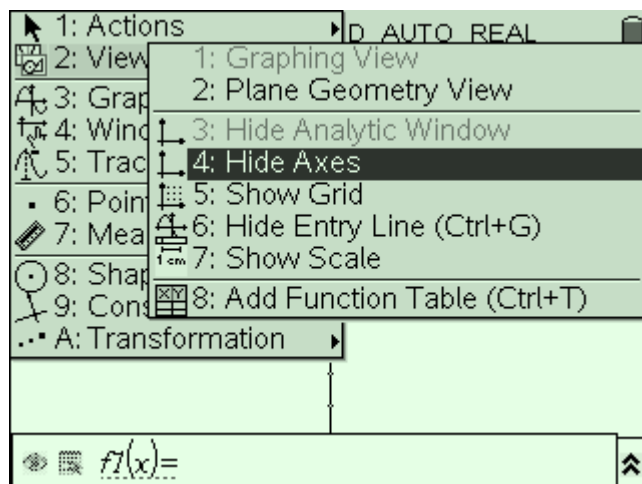 1: Actions
D AUTO REAL
2: View
1: Graphing View
2: Plane Geometry View
3: Grap
3: Hide Analytic Window
4: Wind
4: Hide Axes
5: Trac
5: Show Grid
6: Poin
6: Hide Entry Line (Ctrl+G)
7: Mea
1 cm 7: Show Scale
8: Shap
8: Add Function Table (Ctrl+T)
9: Cons
A: Transformation
f1(x)=